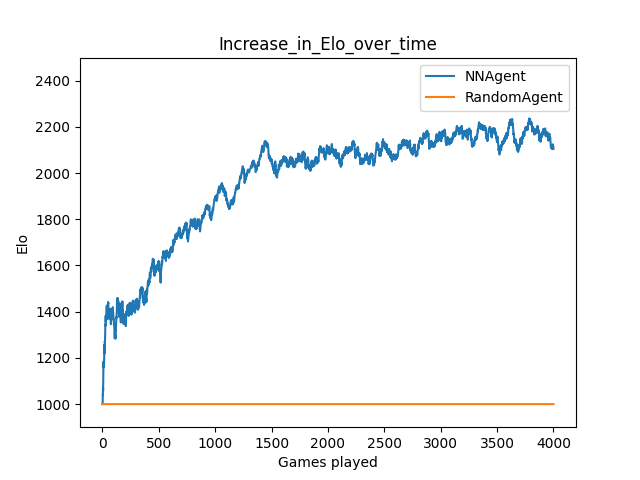 Increase_in_Elo_over_time
NNAgent
RandomAgent
2400
2200
2000
1800
1600
1400
1200
1000
Elo
0 500 1000 1500 2000 2500 3000 3500 4000
Games played